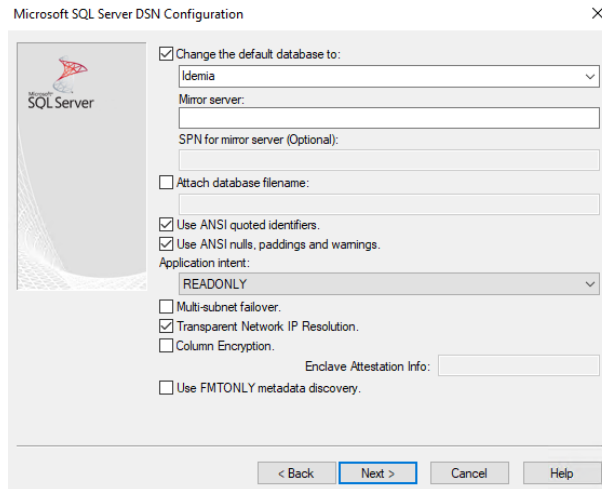 Microsoft SQL Server DSN Configuration
Microsoft
SQL Server
Change the default database to:
Idemia
Mirror server:
SPN for mirror server (Optional):
Attach database filename:
Use ANSI quoted identifiers.
Use ANSI nulls, paddings and warnings.
Application intent:
READONLY
Multi-subnet failover.
Transparent Network IP Resolution.
Column Encryption.
Enclave Attestation Info:
Use FMTONLY metadata discovery.
< Back Next > Cancel Help